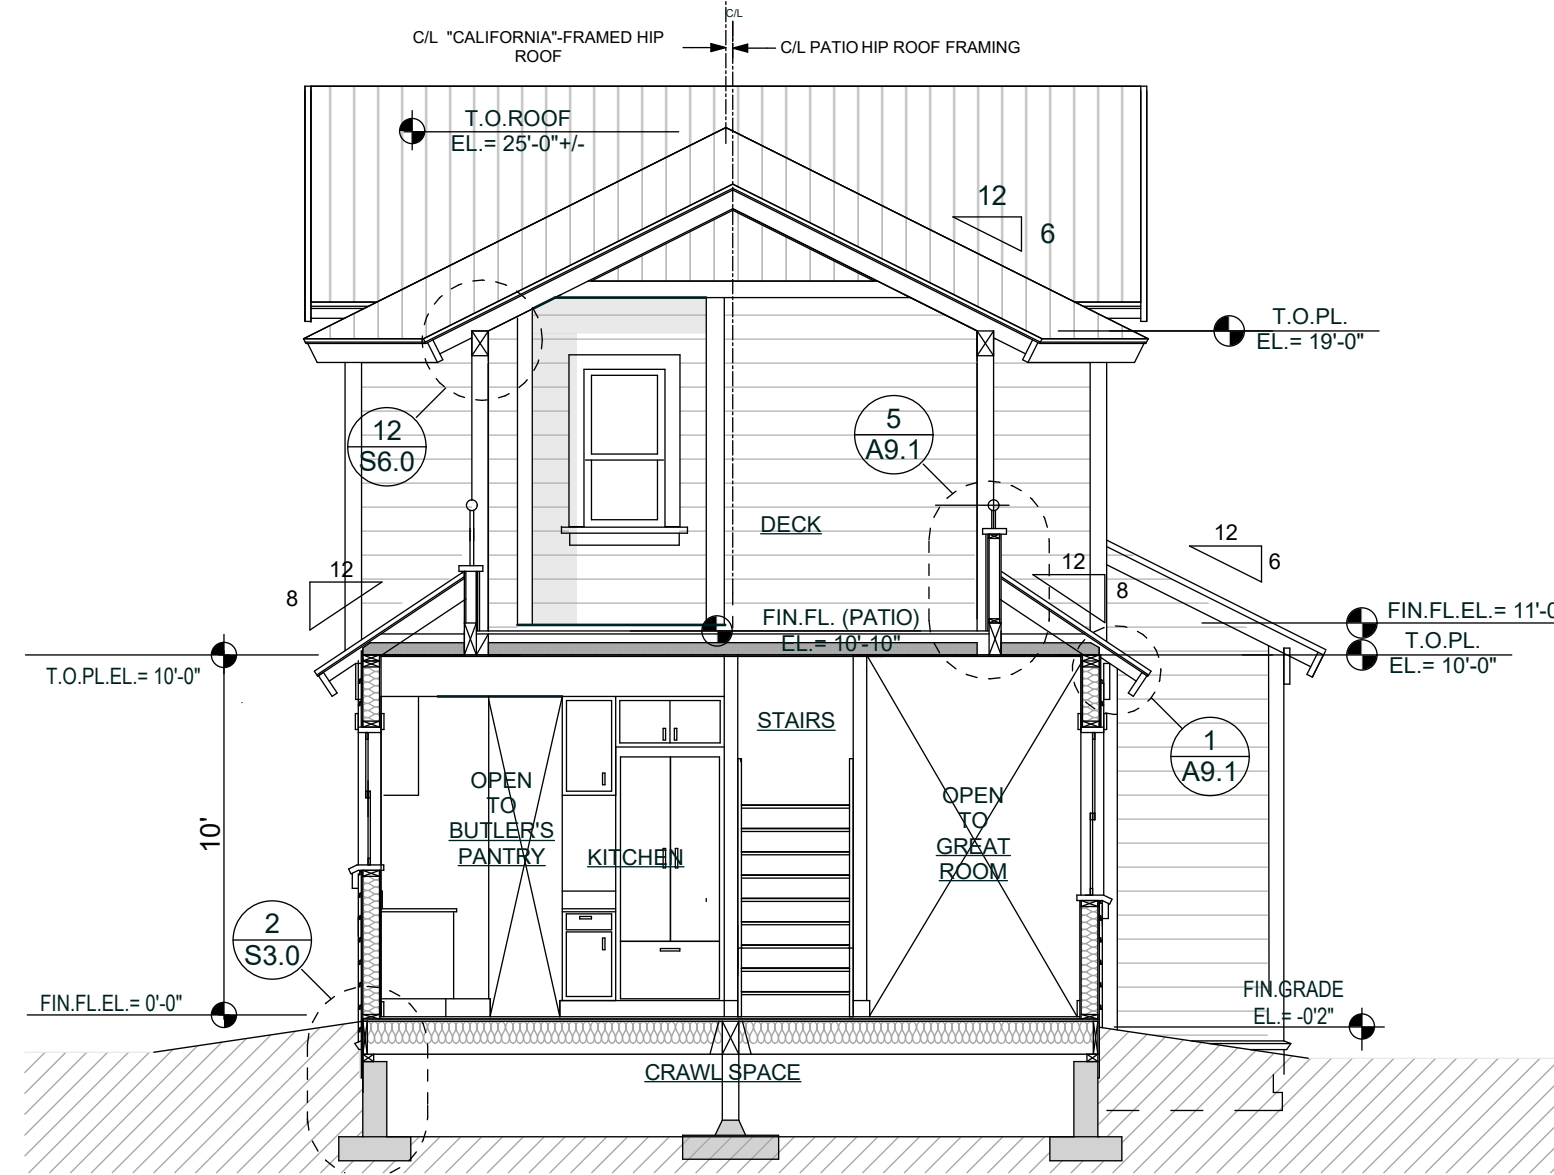 C/L
C/L "CALIFORNIA"-FRAMED HIP
ROOF
C/L PATIO HIP ROOF FRAMING
T.O.ROOF
EL.= 25'-0"+/-
12
6
T.O.PL.
EL.= 19'-0"
12
S6.0
5
A9.1
DECK
12
8
12
8
12
6
FIN.FL. (PATIO)
EL.= 10'-10"
FIN.FL.EL.= 11'-0
T.O.PL.
EL.= 10'-0"
T.O.PL.EL.= 10'-0"
STAIRS
1
A9.1
OPEN
TO
BUTLER'S
PANTRY
KITCHEN
OPEN
TO
GREAT
ROOM
10'
2
S3.0
FIN.FL.EL.= 0'-0"
FIN.GRADE
EL.= -0'2"
CRAWL SPACE